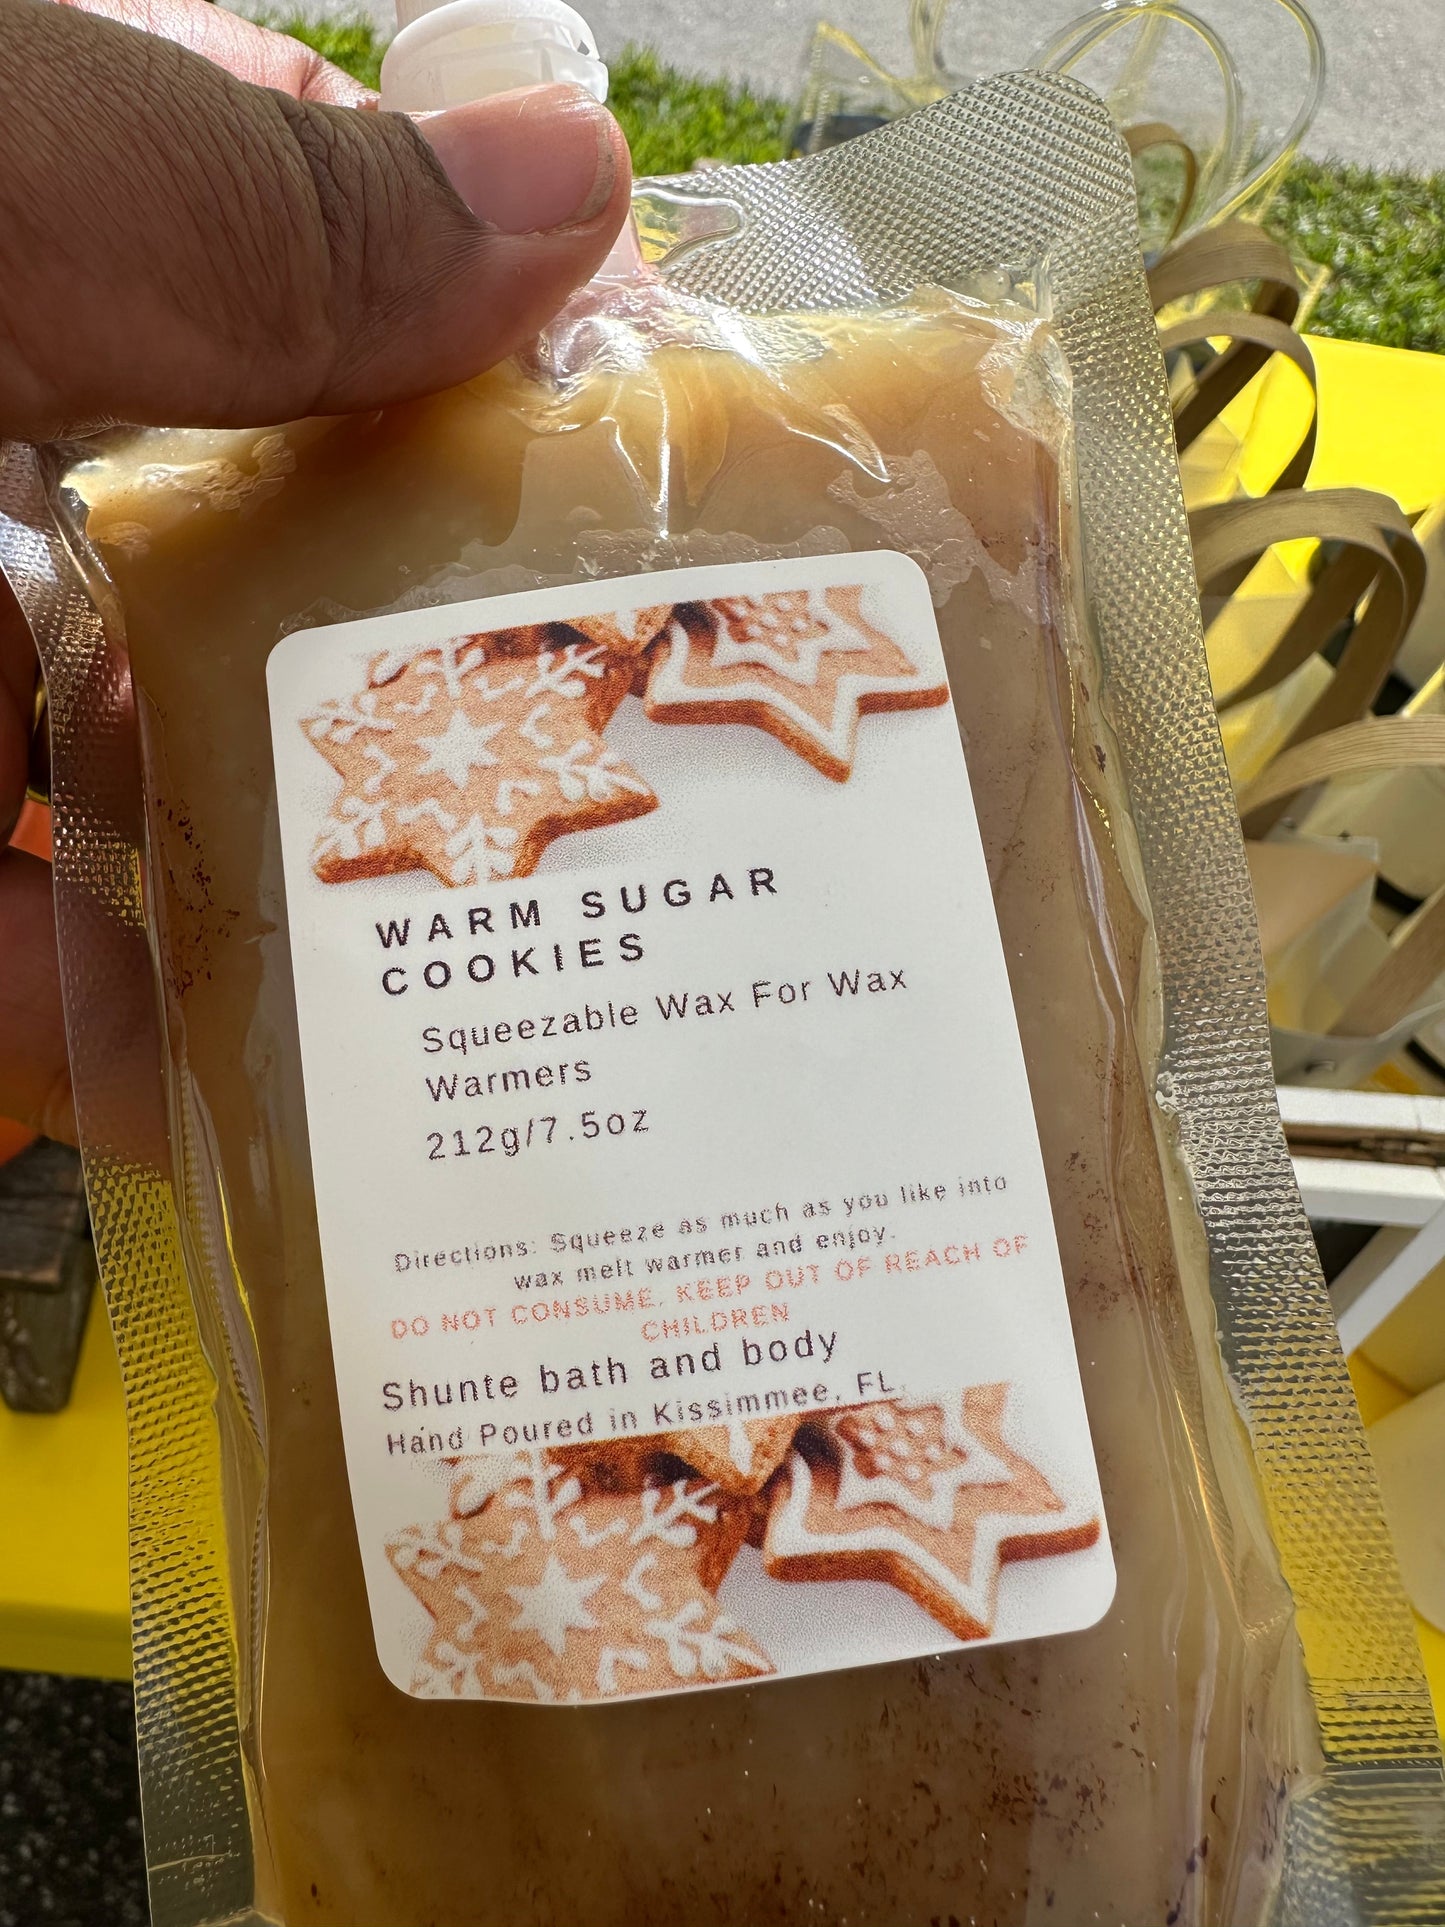 WARM SUGAR
COOKIES
Squeezable Wax For Wax
Warmers
212g/7.5oz
Directions: Squeeze as much as you like into
wax melt warmer and enjoy.
DO NOT CONSUME. KEEP OUT OF REACH OF
CHILDREN
Shunte bath and body
Hand Poured in Kissimmee, FL